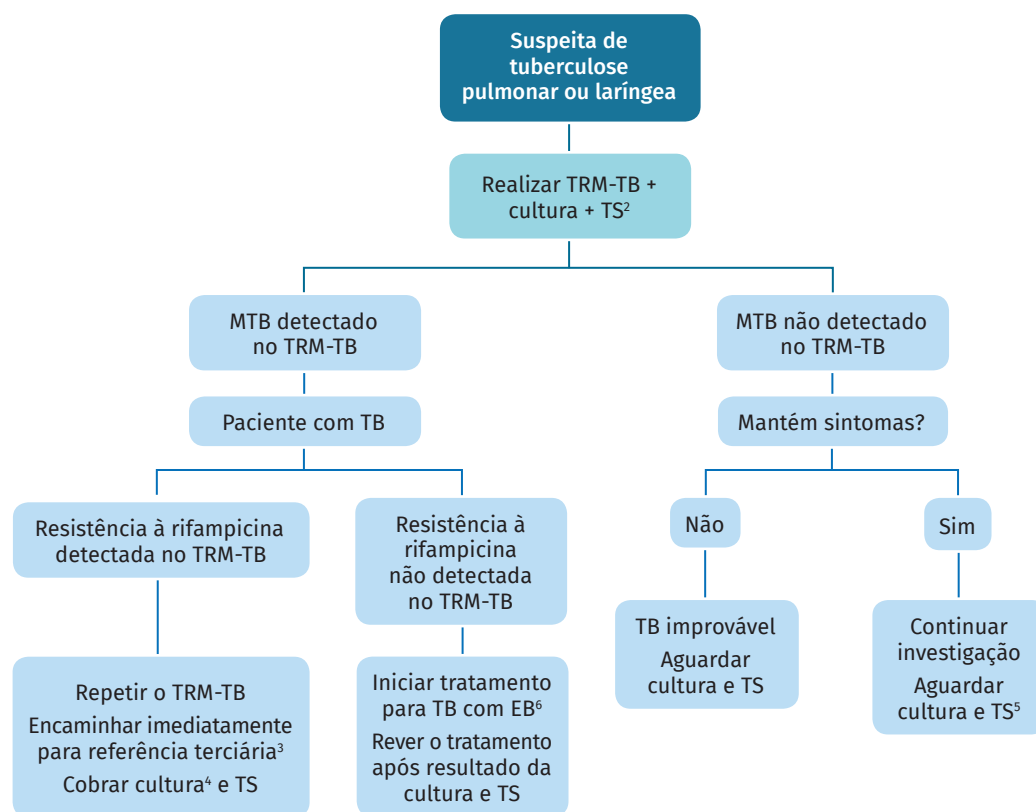 Suspeita de
tuberculose
pulmonar ou laríngea
Realizar TRM-TB +
cultura + TS²
MTB detectado
no TRM-TB
MTB não detectado
no TRM-TB
Paciente com TB
Mantém sintomas?
Resistência à rifampicina
detectada no TRM-TB
Resistência à
rifampicina
não detectada
no TRM-TB
Não
Sim
Repetir o TRM-TB
Encaminhar imediatamente
para referência terciária³
Cobrar cultura⁴ e TS
Iniciar tratamento
para TB com EB⁶
Rever o tratamento
após resultado da
cultura e TS
TB improvável
Aguardar
cultura e TS
Continuar
investigação
Aguardar
cultura e TS⁵